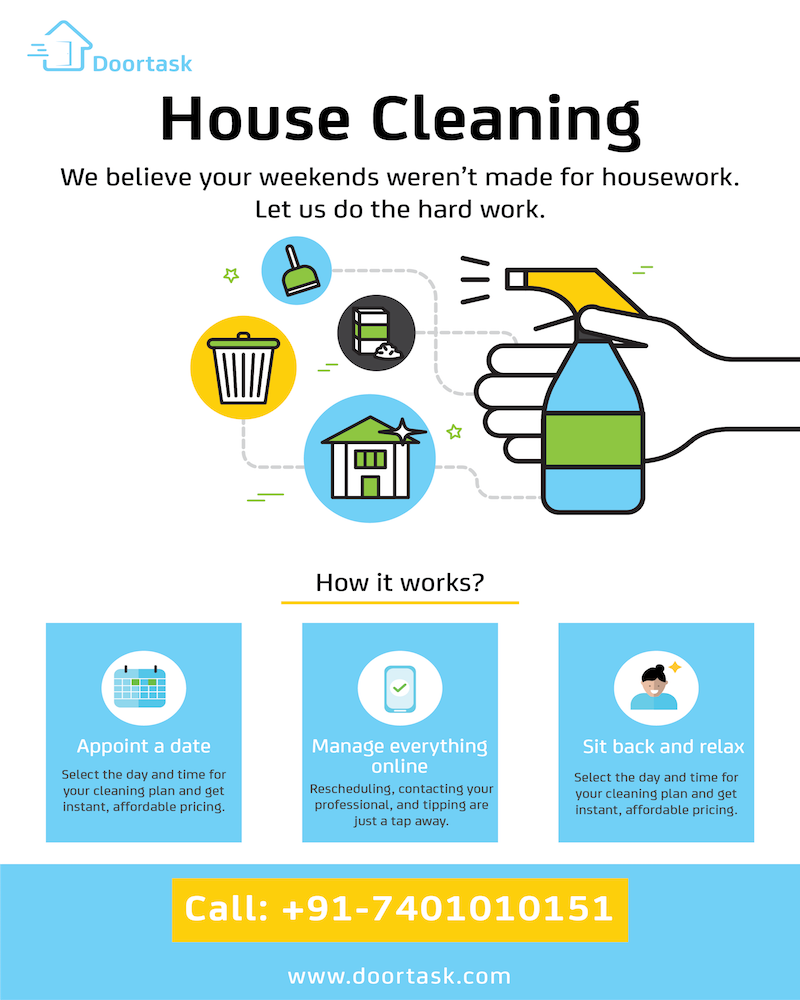 Doortask
House Cleaning
We believe your weekends weren't made for housework.
Let us do the hard work.
How it works?
Appoint a date
Select the day and time for
your cleaning plan and get
instant, affordable pricing.
Manage everything
online
Rescheduling, contacting your
professional, and tipping are
just a tap away.
Sit back and relax
Select the day and time for
your cleaning plan and get
instant, affordable pricing.
Call: +91-7401010151
www.doortask.com